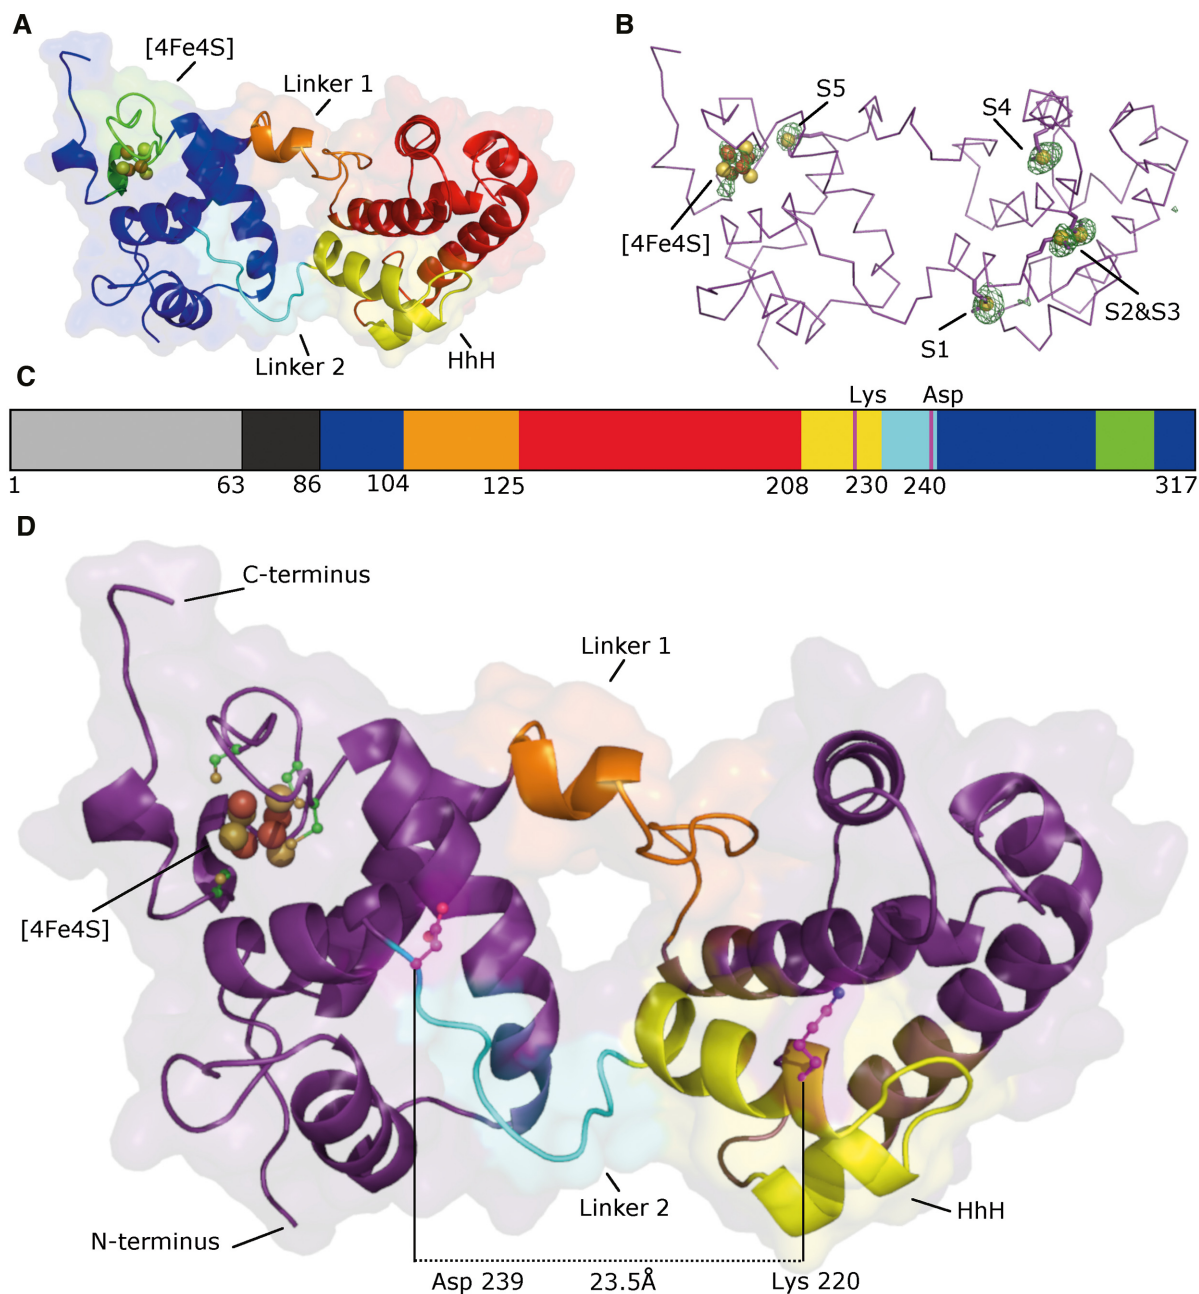 A
[4Fe4S]
Linker 1
Linker 2
HhH
B
S5
S4
[4Fe4S]
S2&S3
S1
C
Lys Asp
1 63 86 104 125 208 230 240 317
D
C-terminus
Linker 1
[4Fe4S]
Linker 2
HhH
N-terminus
Asp 239 23.5Å Lys 220